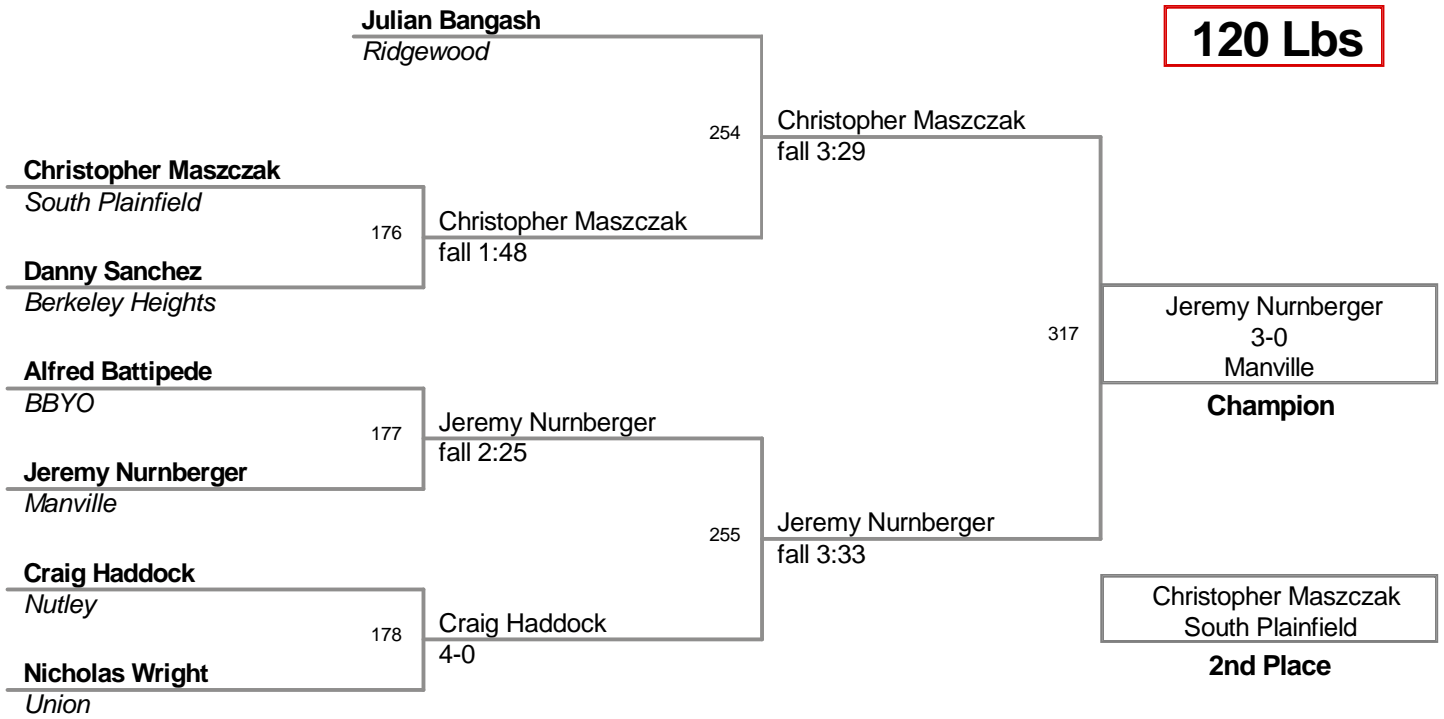 Julian Bangash
Ridgewood
120 Lbs
254
Christopher Maszczak
fall 3:29
Christopher Maszczak
South Plainfield
176
Christopher Maszczak
fall 1:48
Danny Sanchez
Berkeley Heights
317
Jeremy Nurnberger
3-0
Manville
Champion
Alfred Battipede
BBYO
177
Jeremy Nurnberger
fall 2:25
Jeremy Nurnberger
Manville
255
Jeremy Nurnberger
fall 3:33
Craig Haddock
Nutley
178
Craig Haddock
4-0
Nicholas Wright
Union
Christopher Maszczak
South Plainfield
2nd Place